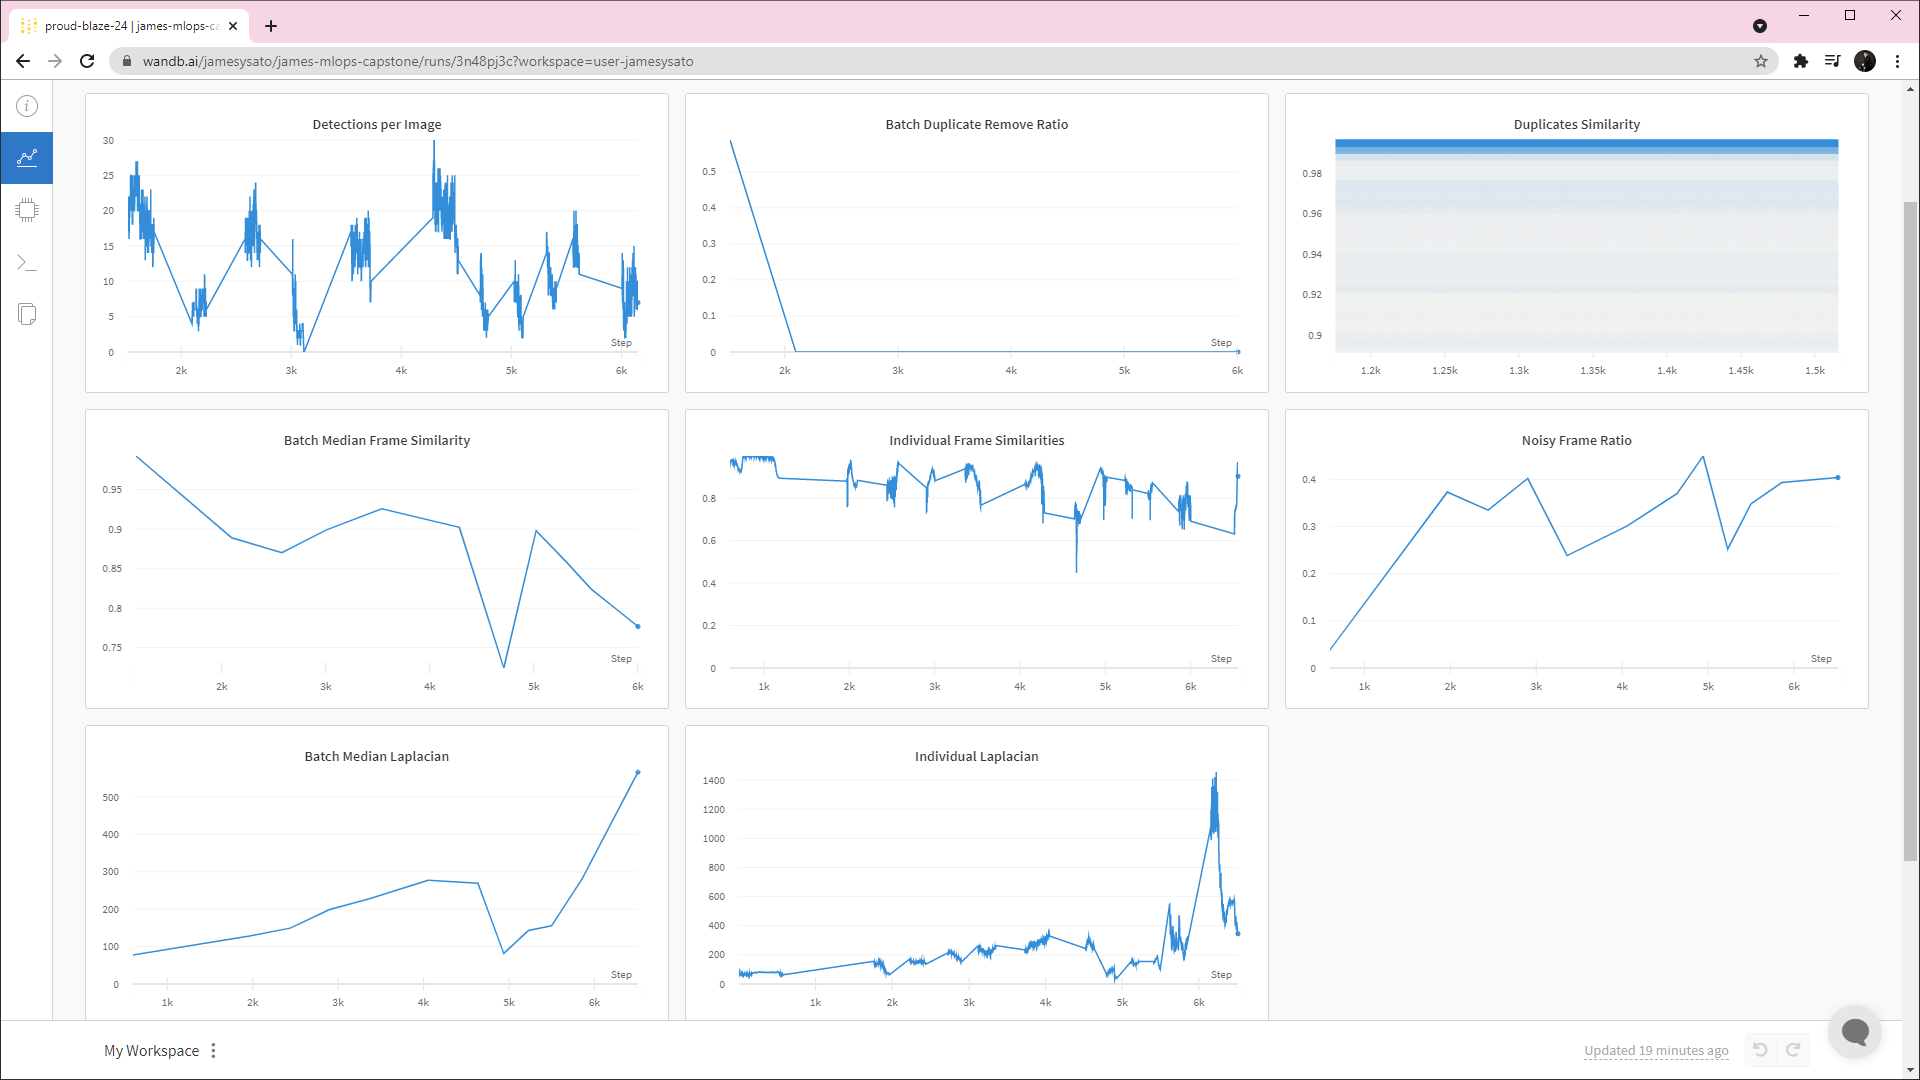 proud-blaze-24 | james-mlops-ca
wandb.ai/jamesysato/james-mlops-capstone/runs/3n48pj3c?workspace=user-jamesysato
Detections per Image
30
25
20
15
10
5
0
Step
2k 3k 4k 5k 6k
Batch Duplicate Remove Ratio
0.5
0.4
0.3
0.2
0.1
0
Step
2k 3k 4k 5k 6k
Duplicates Similarity
0.98
0.96
0.94
0.92
0.9
1.2k 1.25k 1.3k 1.35k 1.4k 1.45k 1.5k
Batch Median Frame Similarity
0.95
0.9
0.85
0.8
0.75
Step
2k 3k 4k 5k 6k
Individual Frame Similarities
0.8
0.6
0.4
0.2
0
Step
1k 2k 3k 4k 5k 6k
Noisy Frame Ratio
0.4
0.3
0.2
0.1
0
Step
1k 2k 3k 4k 5k 6k
Batch Median Laplacian
500
400
300
200
100
0
Step
1k 2k 3k 4k 5k 6k
Individual Laplacian
1400
1200
1000
800
600
400
200
0
Step
1k 2k 3k 4k 5k 6k
My Workspace
Updated 19 minutes ago